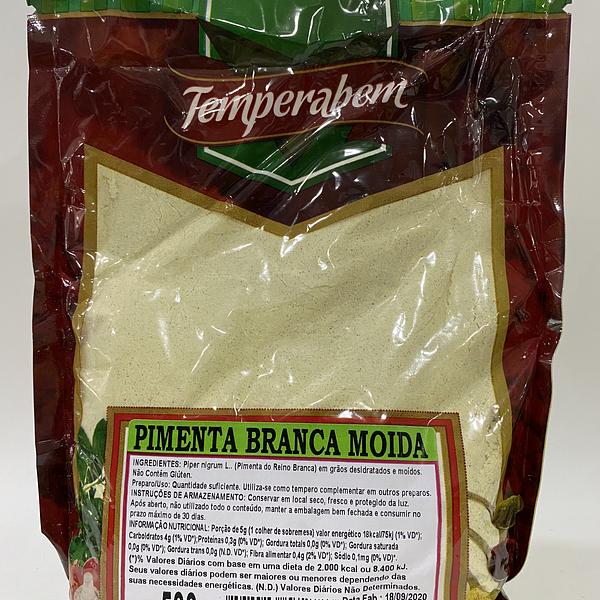 Temperabem
PIMENTA BRANCA MOIDA
INGREDIENTES: Piper nigrum L.. (Pimenta do Reino Branca) em grãos desidratados e moídos.
Não Contém Glúten.
Preparo/Uso: Quantidade suficiente. Utiliza-se como tempero complementar em outros preparos.
INSTRUÇÕES DE ARMAZENAMENTO: Conservar em local seco, fresco e protegido da luz.
Após aberto, não utilizado todo o conteúdo, manter a embalagem bem fechada e consumir no
prazo máximo de 30 dias.
INFORMAÇÃO NUTRICIONAL: Porção de 5g (1 colher de sobremesa) valor energético 18kcal/75kj (1% VD*);
Carboidratos 4g (1% VD*); Proteínas 0,3g (0% VD*); Gordura totais 0,0g (0% VD*); Gordura saturada
0,0g (0% VD*); Gordura trans 0,0g (N.D. VD*); Fibra alimentar 0,4g (2% VD*); Sódio 0,1mg (0% VD*).
(*)% Valores Diários com base em uma dieta de 2.000 kcal ou 8.400 kJ.
Seus valores diários podem ser maiores ou menores dependendo das
suas necessidades energéticas. (N.D.) Valores Diários Não Determinados.
Data Fab.: 18/09/2020